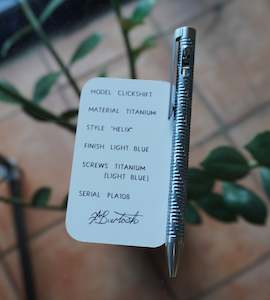 MODEL CLICKSHIFT
MATERIAL TITANIUM
STYLE "HELIX"
FINISH LIGHT BLUE
SCREWS TITANIUM
(LIGHT BLUE)
SERIAL PLA108